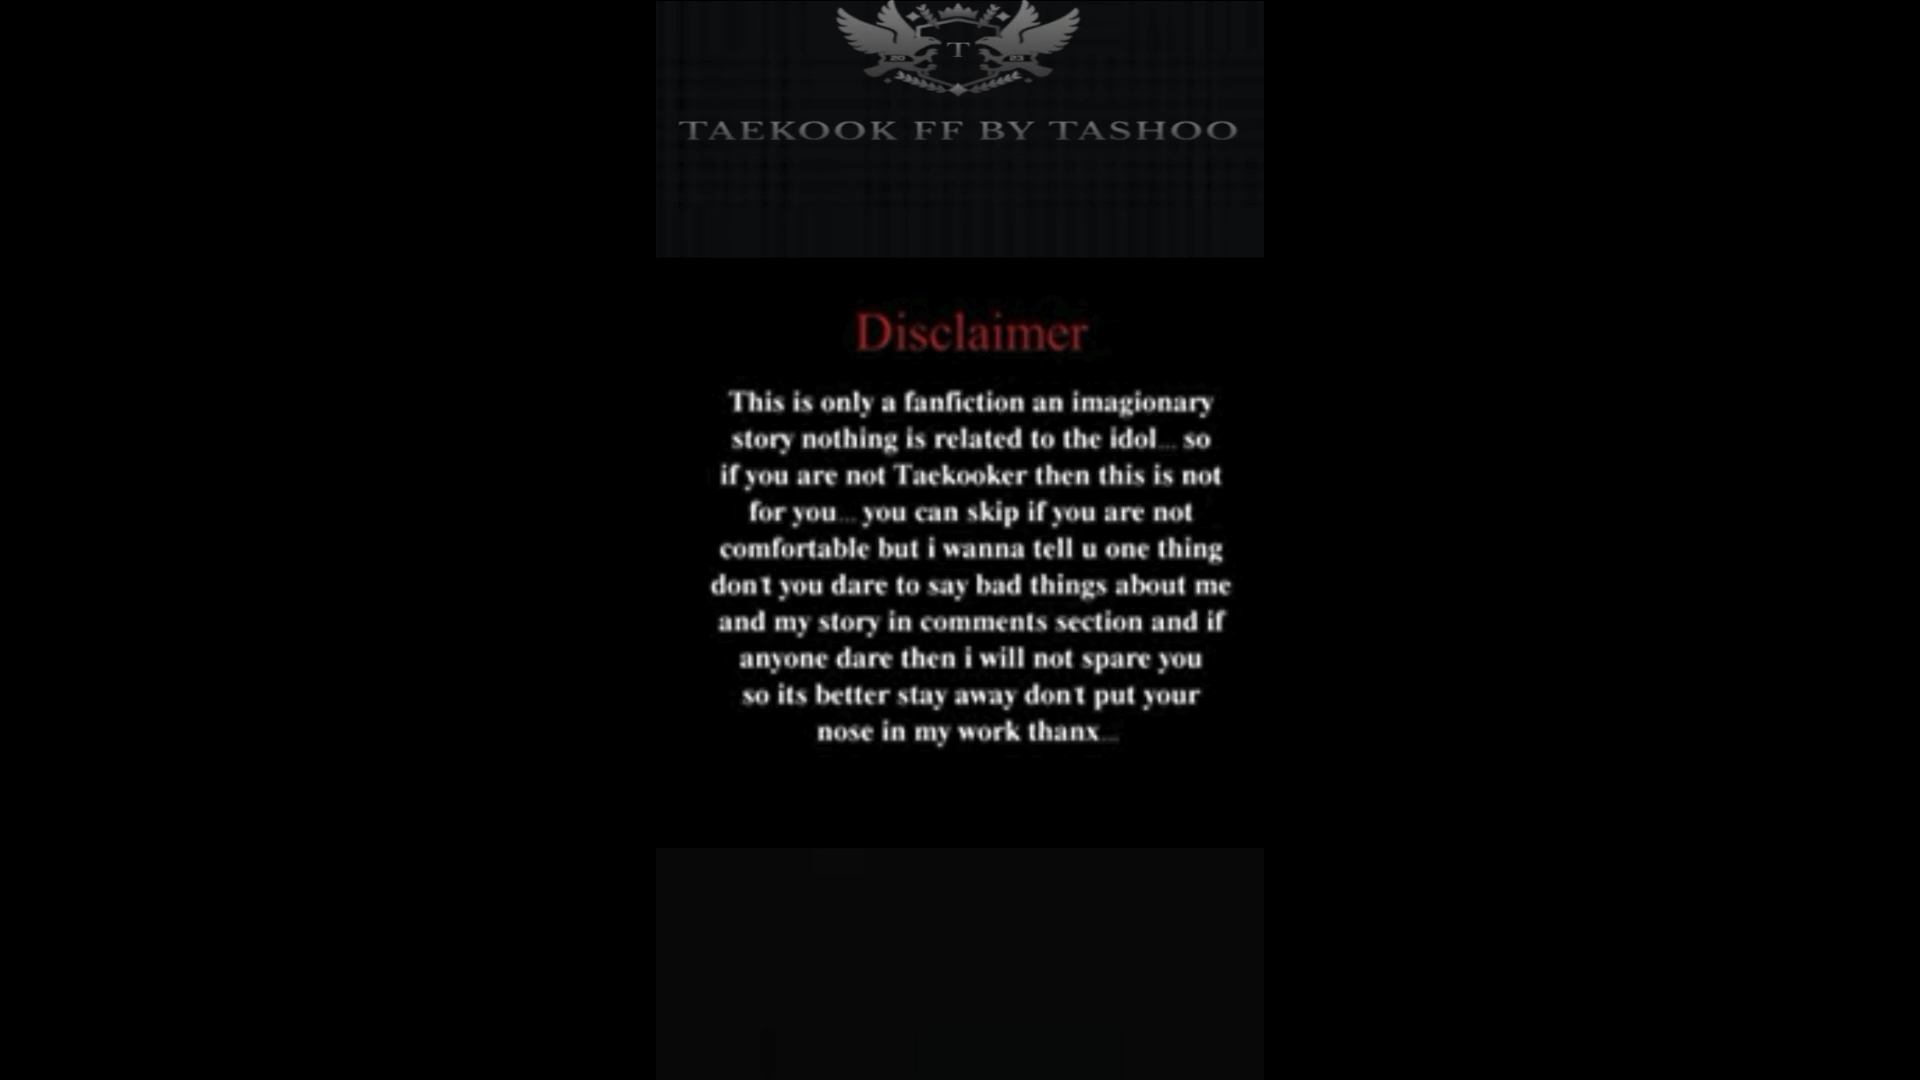 T
20 23
TAEKOOK FF BY TASHOO
Disclaimer
This is only a fanfiction an imagionary
story nothing is related to the idol... so
if you are not Taekooker then this is not
for you... you can skip if you are not
comfortable but i wanna tell u one thing
don't you dare to say bad things about me
and my story in comments section and if
anyone dare then i will not spare you
so its better stay away don't put your
nose in my work thanx...